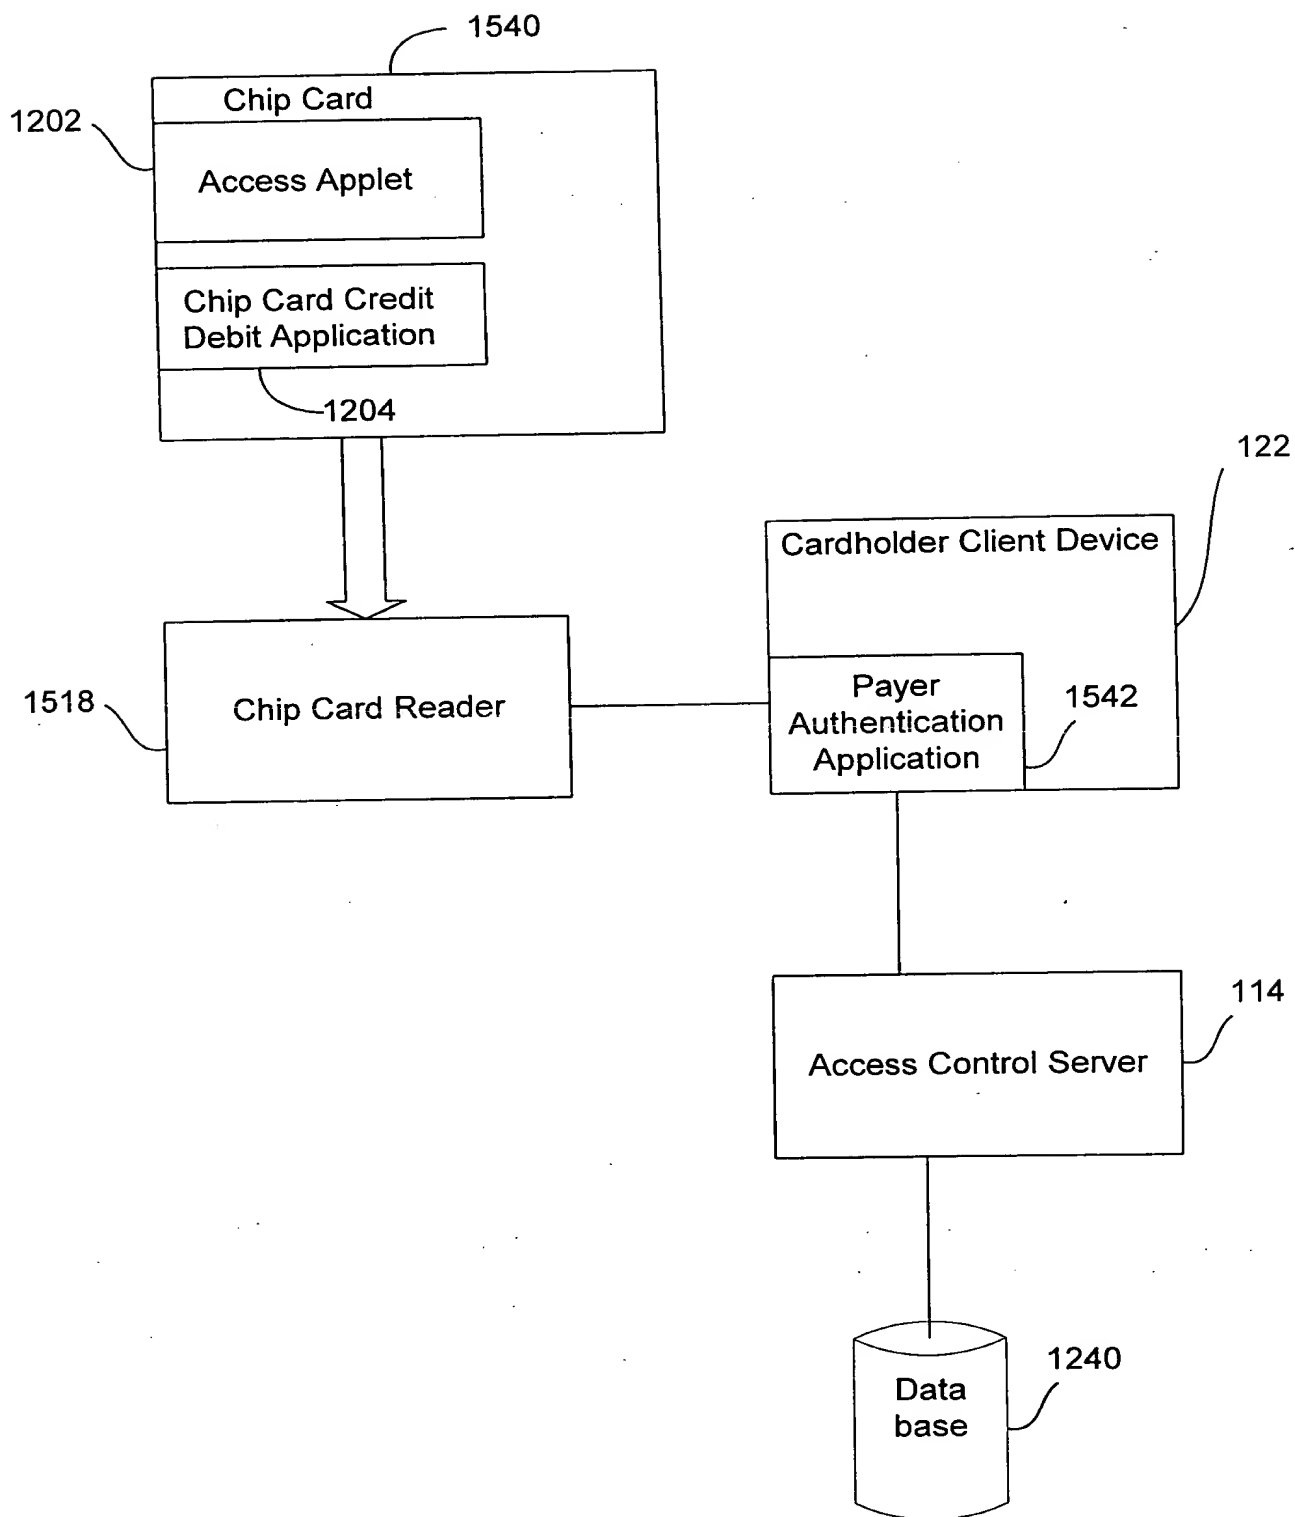 1540
Chip Card
1202
Access Applet
Chip Card Credit
Debit Application
1204
122
Cardholder Client Device
Payer
Authentication
Application
1542
1518
Chip Card Reader
114
Access Control Server
1240
Data
base